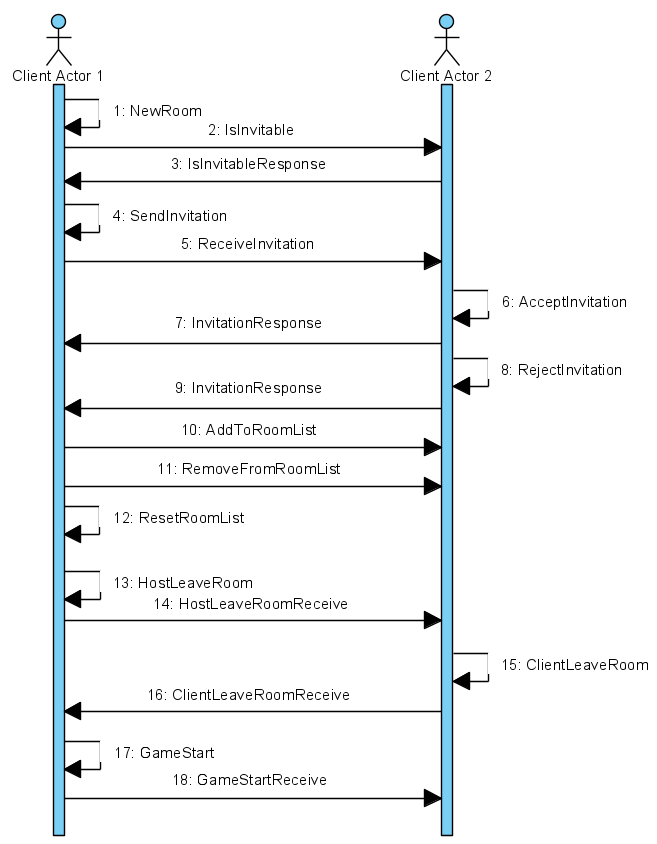 Client Actor 1
Client Actor 2
1: NewRoom
2: IsInvitable
3: IsInvitableResponse
4: SendInvitation
5: ReceiveInvitation
6: AcceptInvitation
7: InvitationResponse
8: RejectInvitation
9: InvitationResponse
10: AddToRoomList
11: RemoveFromRoomList
12: ResetRoomList
13: HostLeaveRoom
14: HostLeaveRoomReceive
15: ClientLeaveRoom
16: ClientLeaveRoomReceive
17: GameStart
18: GameStartReceive